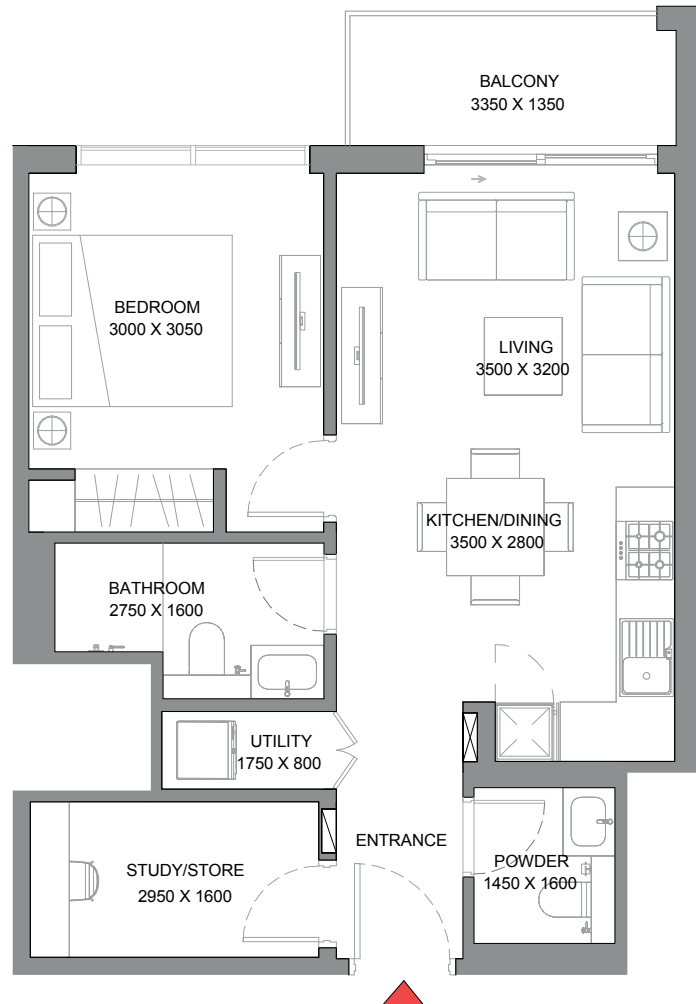 BALCONY
3350 X 1350
BEDROOM
3000 X 3050
LIVING
3500 X 3200
KITCHEN/DINING
3500 X 2800
BATHROOM
2750 X 1600
UTILITY
1750 X 800
ENTRANCE
STUDY/STORE
2950 X 1600
POWDER
1450 X 1600